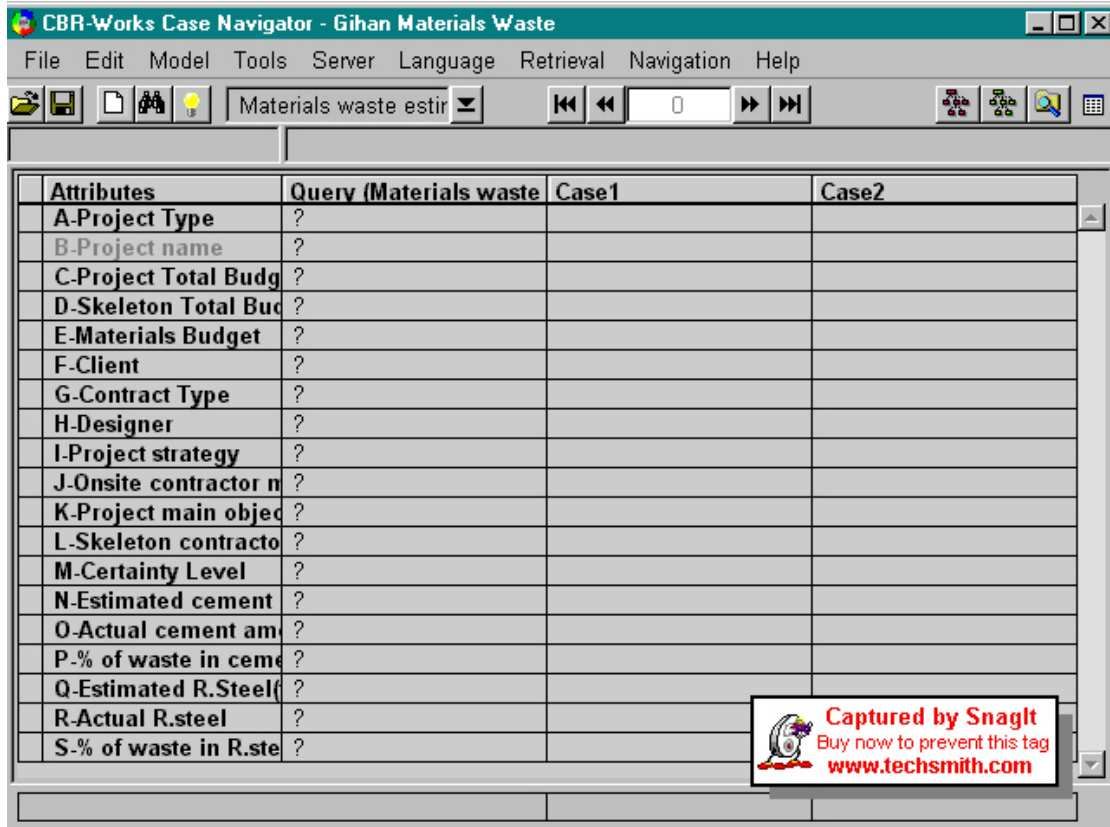 CBR-Works Case Navigator - Gihan Materials Waste
File Edit Model Tools Server Language Retrieval Navigation Help
Materials waste estir 0
Attributes Query (Materials waste Case1 Case2
A-Project Type ?
B-Project name ?
C-Project Total Budg ?
D-Skeleton Total Bud ?
E-Materials Budget ?
F-Client ?
G-Contract Type ?
H-Designer ?
I-Project strategy ?
J-Onsite contractor m ?
K-Project main objec ?
L-Skeleton contracto ?
M-Certainty Level ?
N-Estimated cement ?
O-Actual cement am ?
P-% of waste in ceme ?
Q-Estimated R.Steel( ?
R-Actual R.steel ?
S-% of waste in R.ste ?
Captured by SnagIt
Buy now to prevent this tag
www.techsmith.com